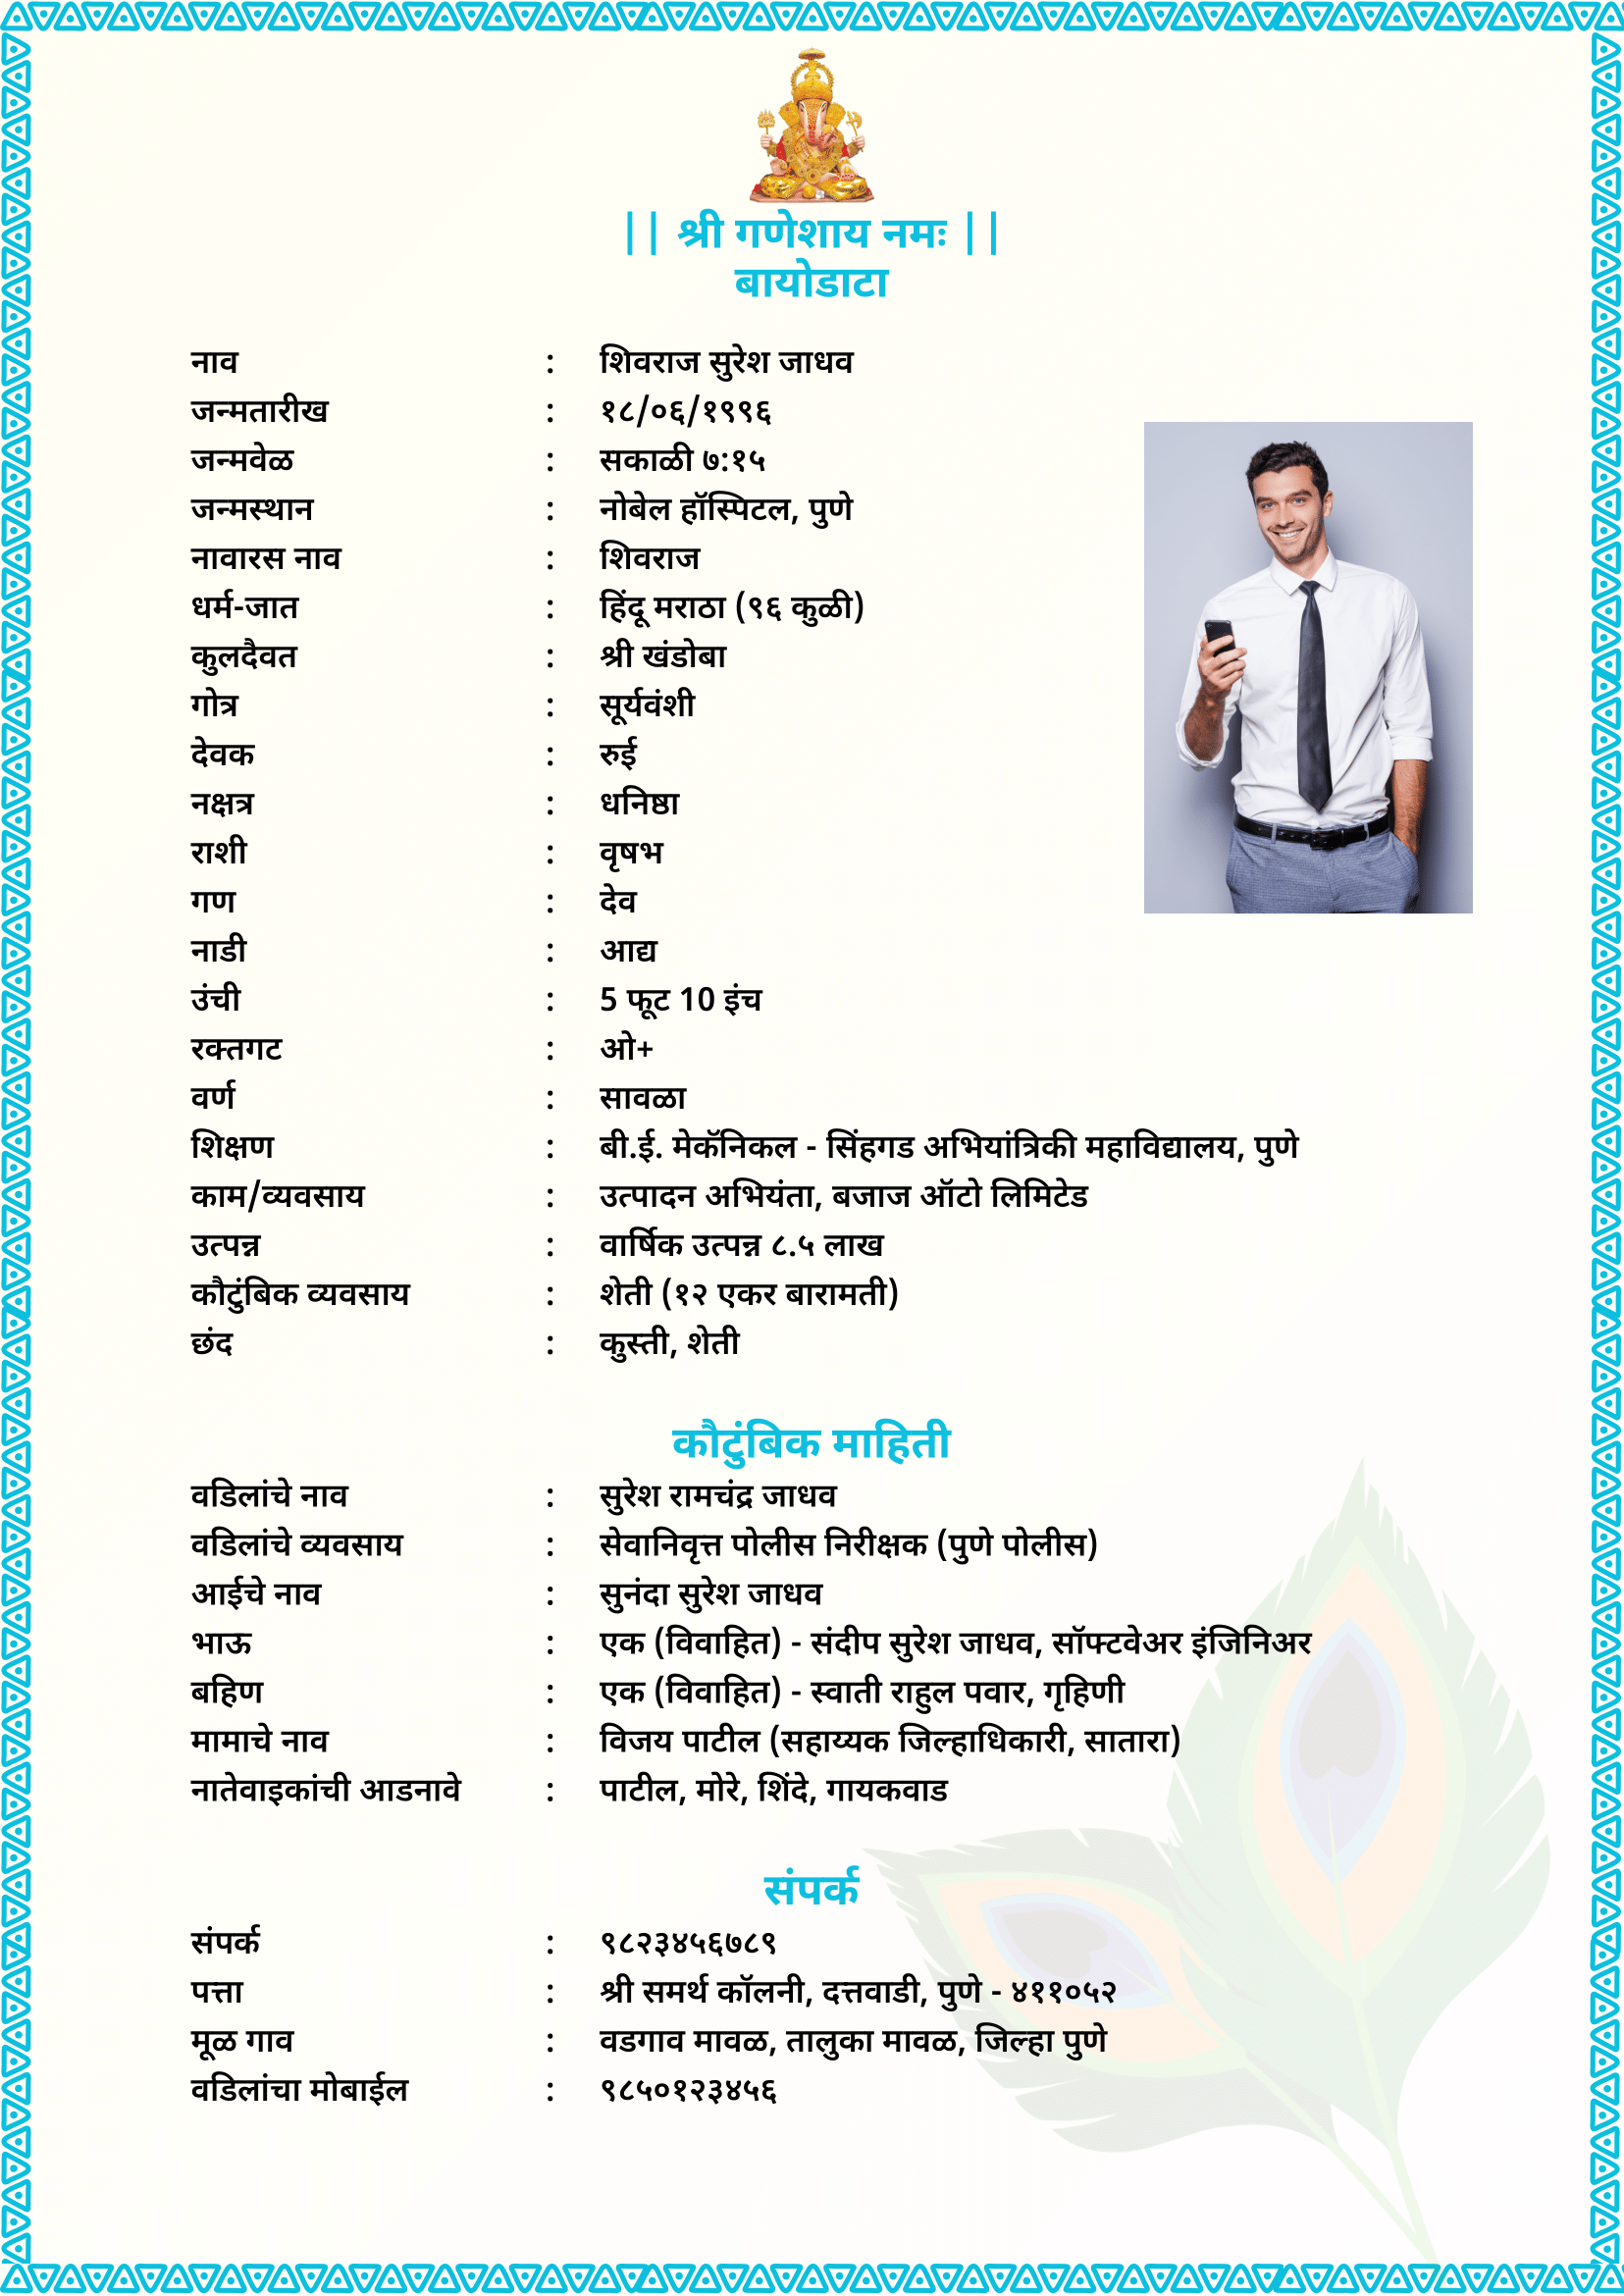 || श्री गणेशाय नमः ||
बायोडाटा
नाव : शिवराज सुरेश जाधव
जन्मतारीख : १८/०६/१९९६
जन्मवेळ : सकाळी ७:१५
जन्मस्थान : नोबेल हॉस्पिटल, पुणे
नावारस नाव : शिवराज
धर्म-जात : हिंदू मराठा (९६ कुळी)
कुलदैवत : श्री खंडोबा
गोत्र : सूर्यवंशी
देवक : रुई
नक्षत्र : धनिष्ठा
राशी : वृषभ
गण : देव
नाडी : आद्य
उंची : 5 फूट 10 इंच
रक्तगट : ओ+
वर्ण : सावळा
शिक्षण : बी.ई. मेकॅनिकल - सिंहगड अभियांत्रिकी महाविद्यालय, पुणे
काम/व्यवसाय : उत्पादन अभियंता, बजाज ऑटो लिमिटेड
उत्पन्न : वार्षिक उत्पन्न ८.५ लाख
कौटुंबिक व्यवसाय : शेती (१२ एकर बारामती)
छंद : कुस्ती, शेती
कौटुंबिक माहिती
वडिलांचे नाव : सुरेश रामचंद्र जाधव
वडिलांचे व्यवसाय : सेवानिवृत्त पोलीस निरीक्षक (पुणे पोलीस)
आईचे नाव : सुनंदा सुरेश जाधव
भाऊ : एक (विवाहित) - संदीप सुरेश जाधव, सॉफ्टवेअर इंजिनिअर
बहिण : एक (विवाहित) - स्वाती राहुल पवार, गृहिणी
मामाचे नाव : विजय पाटील (सहाय्यक जिल्हाधिकारी, सातारा)
नातेवाइकांची आडनावे : पाटील, मोरे, शिंदे, गायकवाड
संपर्क
संपर्क : ९८२३४५६७८९
पत्ता : श्री समर्थ कॉलनी, दत्तवाडी, पुणे - ४११०५२
मूळ गाव : वडगाव मावळ, तालुका मावळ, जिल्हा पुणे
वडिलांचा मोबाईल : ९८५०१२३४५६